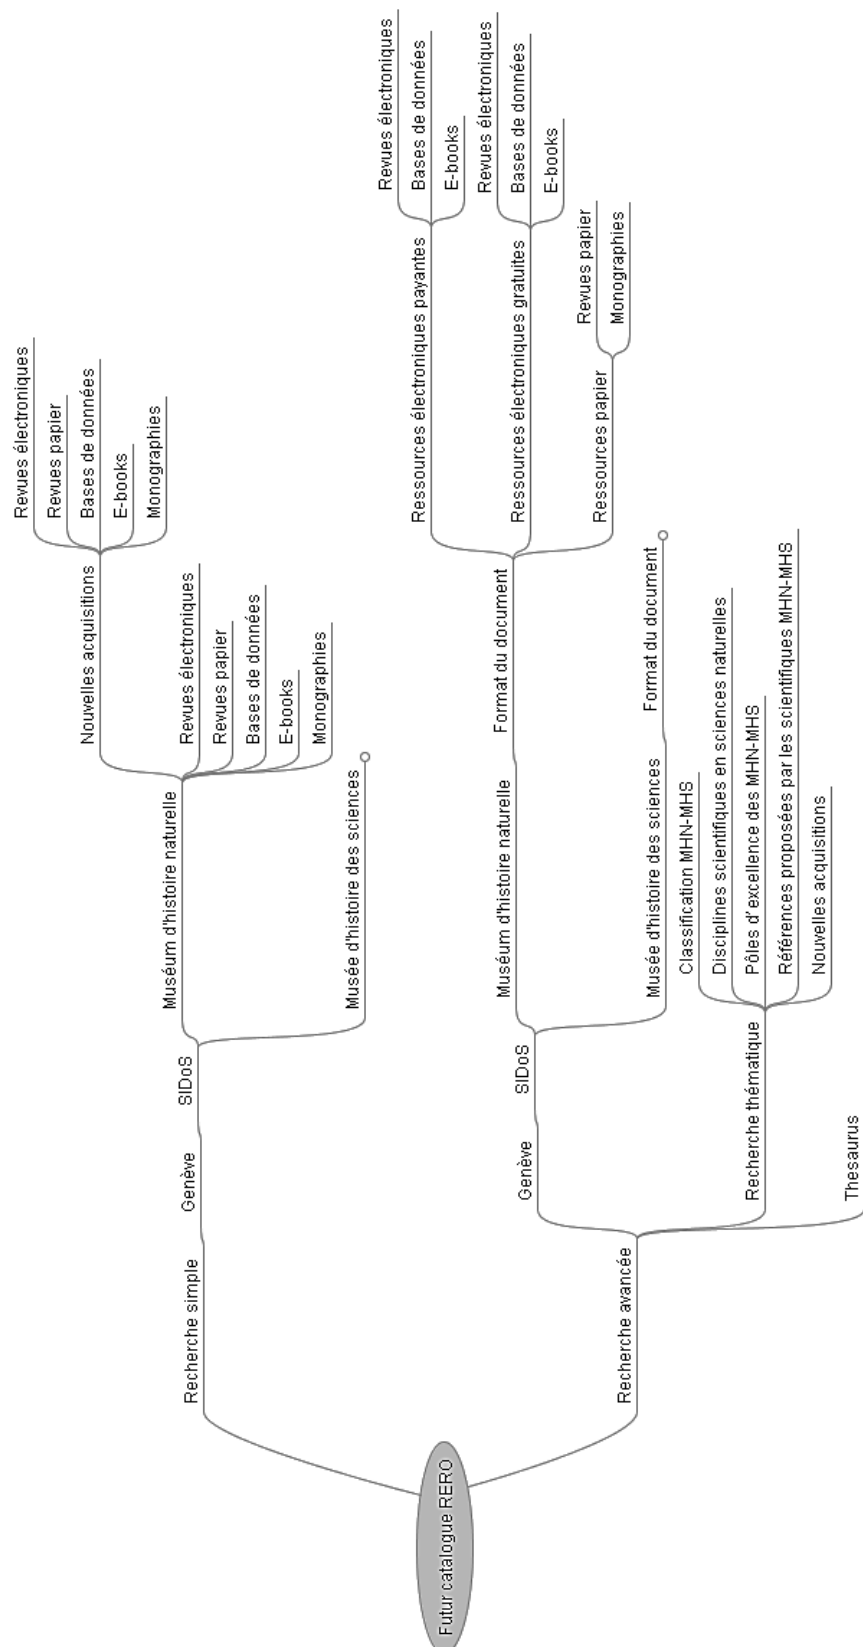 Futur catalogue RERO
Recherche simple
Genève
SIDoS
Muséum d'histoire naturelle
Nouvelles acquisitions
Revues électroniques
Revues papier
Bases de données
E-books
Monographies
Revues électroniques
Revues papier
Bases de données
E-books
Monographies
Musée d'histoire des sciences
Recherche avancée
Genève
SIDoS
Muséum d'histoire naturelle
Format du document
Ressources électroniques payantes
Revues électroniques
Bases de données
E-books
Ressources électroniques gratuites
Revues électroniques
Bases de données
E-books
Ressources papier
Revues papier
Monographies
Musée d'histoire des sciences
Format du document
Recherche thématique
Classification MHN-MHS
Disciplines scientifiques en sciences naturelles
Pôles d'excellence des MHN-MHS
Références proposées par les scientifiques MHN-MHS
Nouvelles acquisitions
Thesaurus